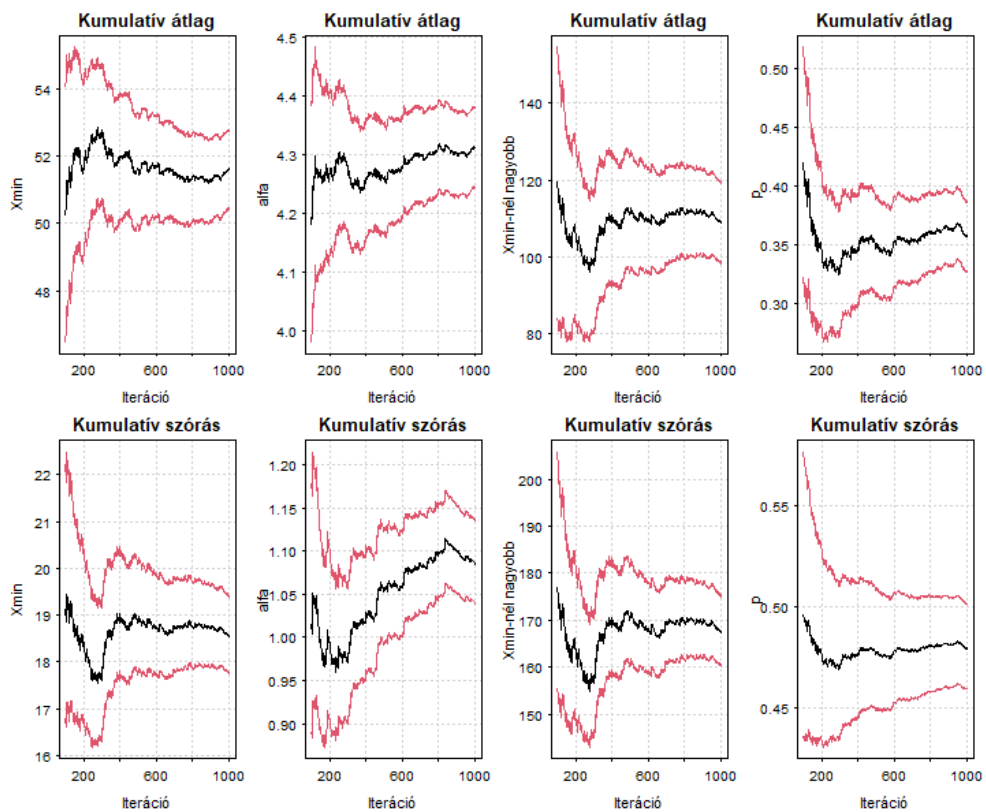 Kumulatív átlag
Xmin
54
52
50
48
200
600
1000
Iteráció
Kumulatív átlag
alfa
4.5
4.4
4.3
4.2
4.1
4.0
200
600
1000
Iteráció
Kumulatív átlag
Xmin-nél nagyobb
140
120
100
80
200
600
1000
Iteráció
Kumulatív átlag
p
0.50
0.45
0.40
0.35
0.30
200
600
1000
Iteráció
Kumulatív szórás
Xmin
22
21
20
19
18
17
16
200
600
1000
Iteráció
Kumulatív szórás
alfa
1.20
1.15
1.10
1.05
1.00
0.95
0.90
200
600
1000
Iteráció
Kumulatív szórás
Xmin-nél nagyobb
200
190
180
170
160
150
200
600
1000
Iteráció
Kumulatív szórás
p
0.55
0.50
0.45
200
600
1000
Iteráció